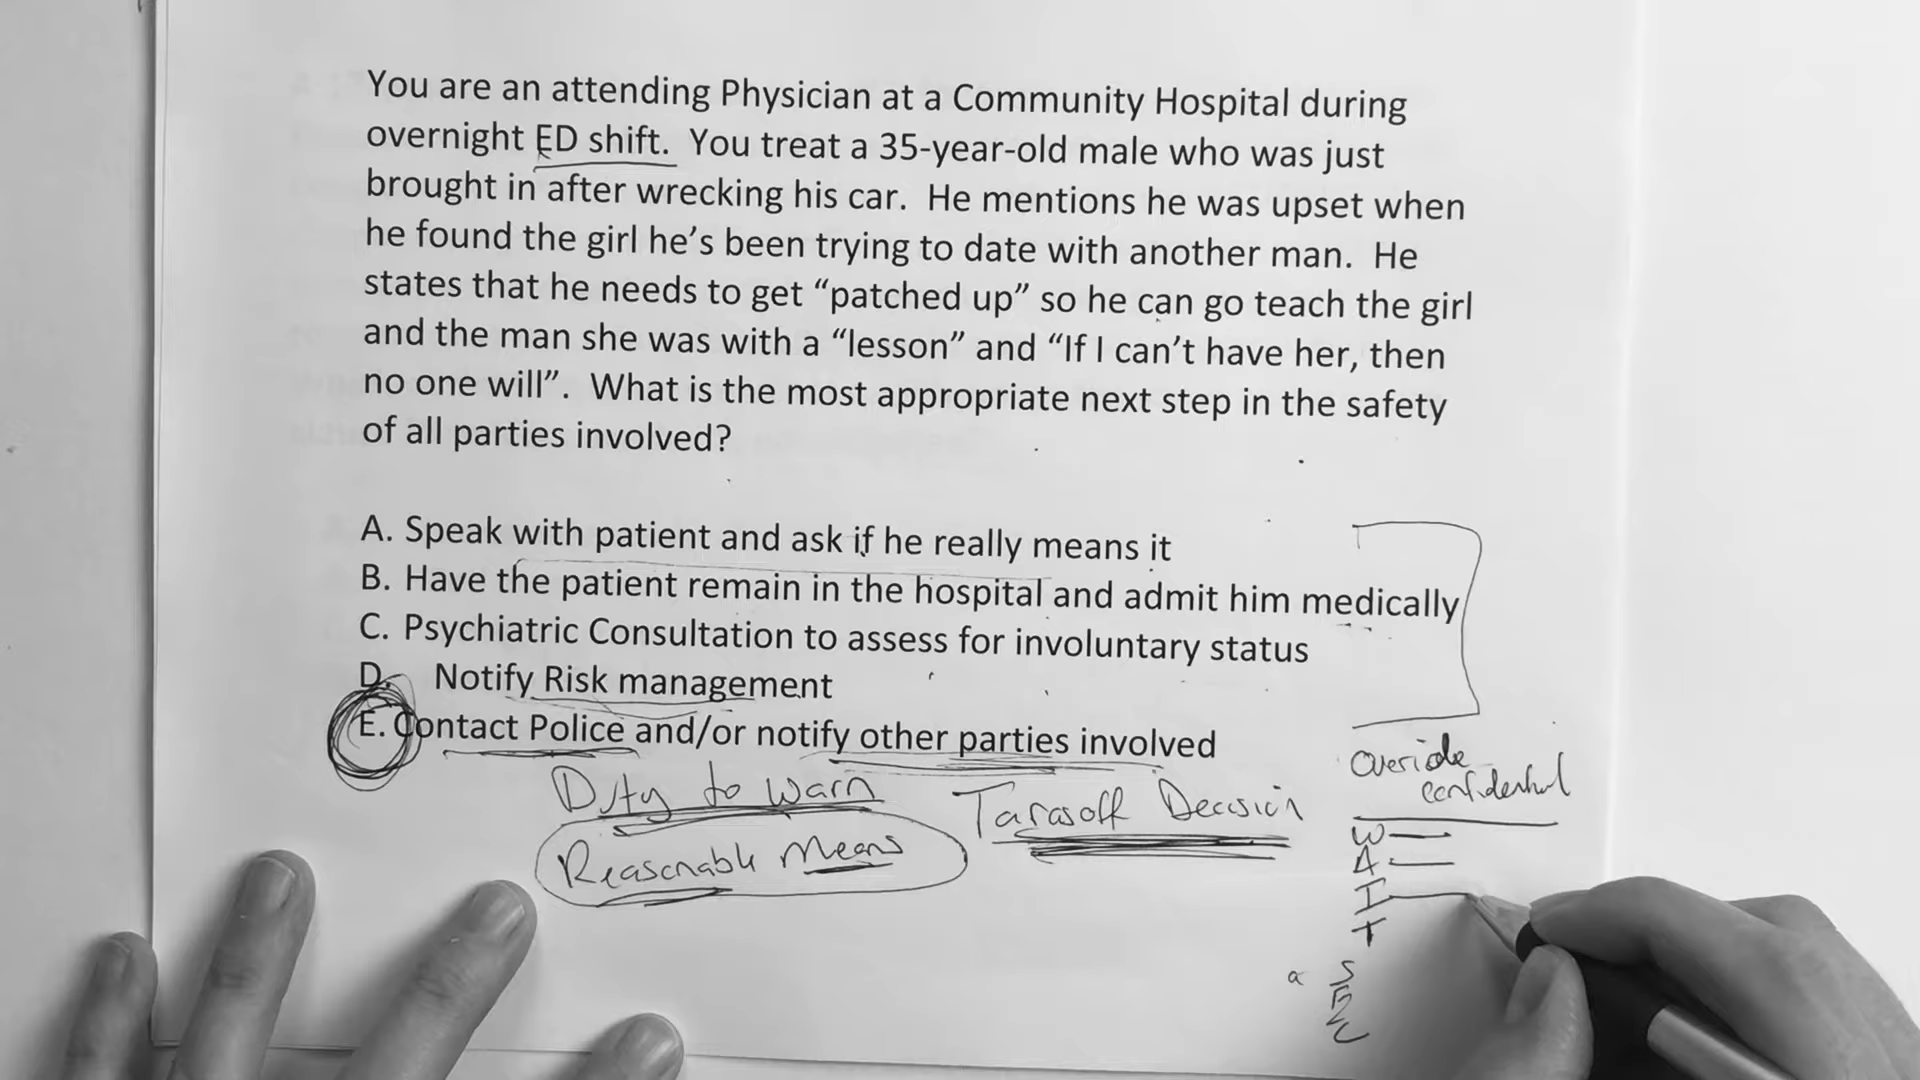 You are an attending Physician at a Community Hospital during
overnight ED shift. You treat a 35-year-old male who was just
brought in after wrecking his car. He mentions he was upset when
he found the girl he's been trying to date with another man. He
states that he needs to get “patched up” so he can go teach the girl
and the man she was with a “lesson” and “If I can't have her, then
no one will”. What is the most appropriate next step in the safety
of all parties involved?
A. Speak with patient and ask if he really means it
B. Have the patient remain in the hospital and admit him medically
C. Psychiatric Consultation to assess for involuntary status
D. Notify Risk management
E. Contact Police and/or notify other parties involved
Duty to Warn
Tarasoff Decision
Reasonable Means
Overide
W
A
I
T
a
S
E
C